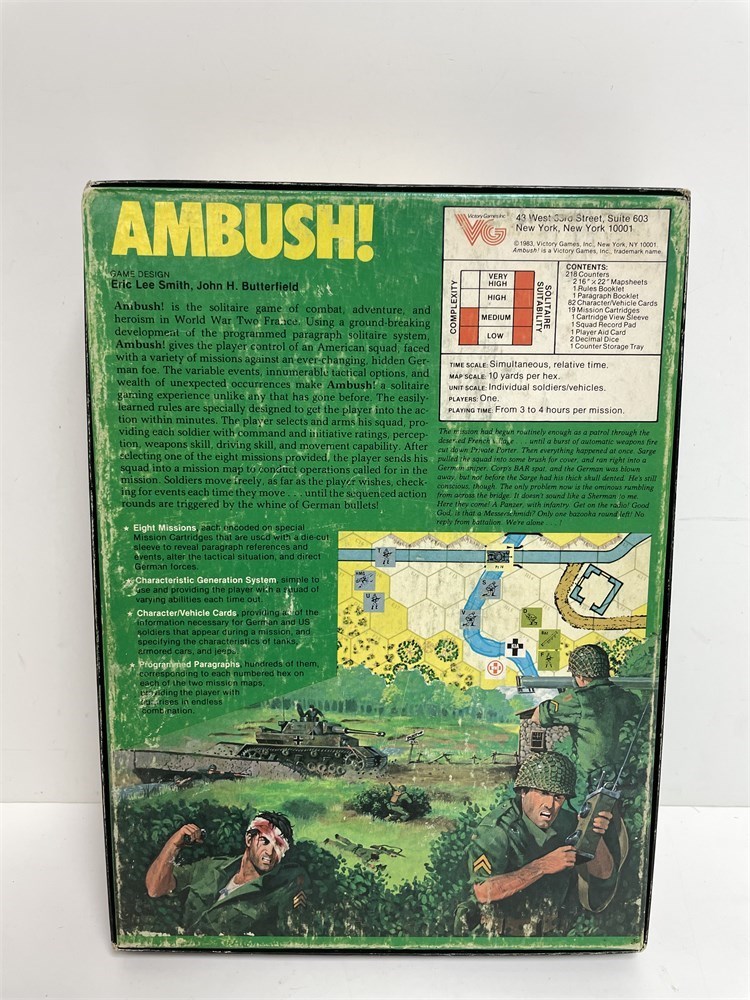 AMBUSH!
GAME DESIGN
Eric Lee Smith, John H. Butterfield
Ambush! is the solitaire game of combat, adventure, and
heroism in World War Two France. Using a ground-breaking
development of the programmed paragraph solitaire system,
Ambush! gives the player control of an American squad, faced
with a variety of missions against an ever-changing, hidden Ger-
man foe. The variable events, innumerable tactical options, and
wealth of unexpected occurrences make Ambush! a solitaire
gaming experience unlike any that has gone before. The easily-
learned rules are specially designed to get the player into the ac-
tion within minutes. The player selects and arms his squad, pro-
viding each soldier with command and initiative ratings, percep-
tion, weapons skill, driving skill, and movement capability. After
selecting one of the eight missions provided, the player sends his
squad into a mission map to conduct operations called for in the
mission. Soldiers move freely, as far as the player wishes, check-
ing for events each time they move . . . until the sequenced action
rounds are triggered by the whine of German bullets!
★ Eight Missions, each encoded on special
Mission Cartridges that are used with a die-cut
sleeve to reveal paragraph references and
events, alter the tactical situation, and direct
German forces.
★ Characteristic Generation System simple to
use and providing the player with a squad of
varying abilities each time out.
★ Character/Vehicle Cards, providing all of the
information necessary for German and US
soldiers that appear during a mission, and
specifying the characteristics of tanks,
armored cars, and jeeps.
★ Programmed Paragraphs hundreds of them,
corresponding to each numbered hex on
each of the two mission maps,
providing the player with
surprises in endless
combination.
Victory Games Inc
VG
43 West 33rd Street, Suite 603
New York, New York 10001
©1983, Victory Games, Inc., New York, NY 10001
Ambush! is a Victory Games, Inc., trademark name.
COMPLEXITY
VERY
HIGH
HIGH
MEDIUM
LOW
SOLITAIRE
SUITABILITY
CONTENTS:
218 Counters
2 16" x 22" Mapsheets
1 Rules Booklet
1 Paragraph Booklet
82 Character/Vehicle Cards
19 Mission Cartridges
1 Cartridge View Sleeve
1 Squad Record Pad
1 Player Aid Card
2 Decimal Dice
1 Counter Storage Tray
TIME SCALE: Simultaneous, relative time.
MAP SCALE: 10 yards per hex.
UNIT SCALE: Individual soldiers/vehicles.
PLAYERS: One.
PLAYING TIME: From 3 to 4 hours per mission.
The mission had begun routinely enough as a patrol through the
deserted French village . . . until a burst of automatic weapons fire
cut down Private Porter. Then everything happened at once. Sarge
pulled the squad into some brush for cover, and ran right into a
German sniper. Corp's BAR spat, and the German was blown
away, but not before the Sarge had his thick skull dented. He's still
conscious, though. The only problem now is the ominous rumbling
from across the bridge. It doesn't sound like a Sherman to me.
Here they come! A Panzer, with infantry. Get on the radio! Good
God, is that a Messerschmidt? Only one bazooka round left! No
reply from battalion. We're alone . . . !